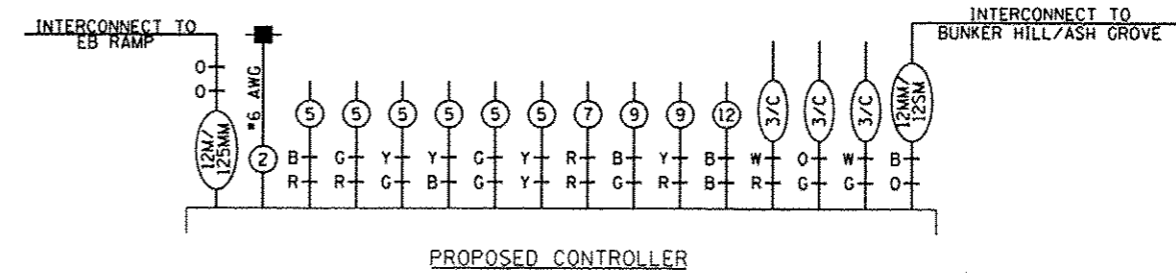 INTERCONNECT TO
EB RAMP
INTERCONNECT TO
BUNKER HILL/ASH GROVE
O
O
12M/
125MM
*6 AWG
2
5 5 5 5 5 5 7 9 9 12
3/C 3/C 3/C
12MM/
12SM
B G Y Y G Y R B Y B W O W B
R R G B G Y R G R B R G G O
PROPOSED CONTROLLER